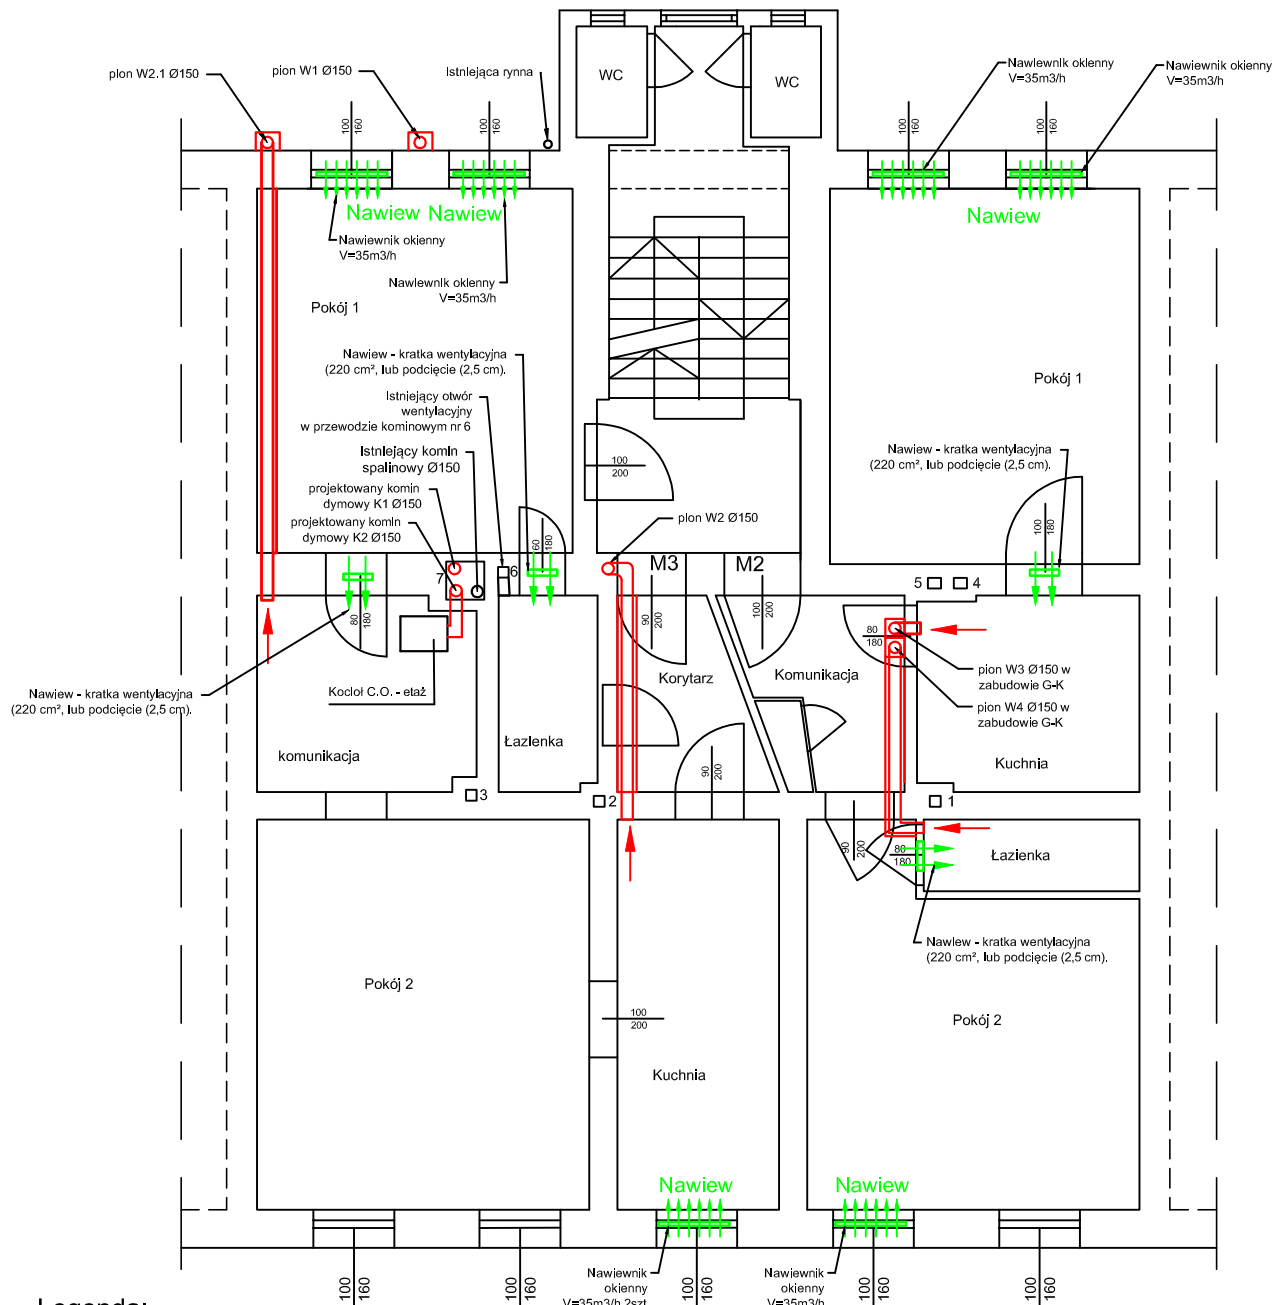 pion W2.1 Ø150
pion W1 Ø150
Istniejąca rynna
WC
WC
Nawiewnik okienny
V=35m3/h
Nawiewnik okienny
V=35m3/h
100
160
100
160
100
160
100
160
Nawiew
Nawiew
Nawiew
Nawiewnik okienny
V=35m3/h
Nawiewnik okienny
V=35m3/h
Pokój 1
Nawiew - kratka wentylacyjna
(220 cm², lub podcięcie (2,5 cm).
Pokój 1
Istniejący otwór
wentylacyjny
w przewodzie kominowym nr 6
Istniejący komin
spalinowy Ø150
100
200
Nawiew - kratka wentylacyjna
(220 cm², lub podcięcie (2,5 cm).
projektowany komin
dymowy K1 Ø150
projektowany komin
dymowy K2 Ø150
pion W2 Ø150
60
180
100
180
M3
M2
7
6
5
4
80
180
90
200
100
200
80
180
Nawiew - kratka wentylacyjna
(220 cm², lub podcięcie (2,5 cm).
Kocioł C.O. - etaż
Korytarz
Komunikacja
pion W3 Ø150 w
zabudowie G-K
pion W4 Ø150 w
zabudowie G-K
komunikacja
Łazienka
Kuchnia
90
200
3
2
1
90
200
80
180
Łazienka
Nawiew - kratka wentylacyjna
(220 cm², lub podcięcie (2,5 cm).
Pokój 2
100
200
Pokój 2
Kuchnia
Nawiew
Nawiew
100
160
100
160
Nawiewnik
okienny
V=35m3/h 2szt
100
160
Nawiewnik
okienny
V=35m3/h
100
160
100
160
Legenda: